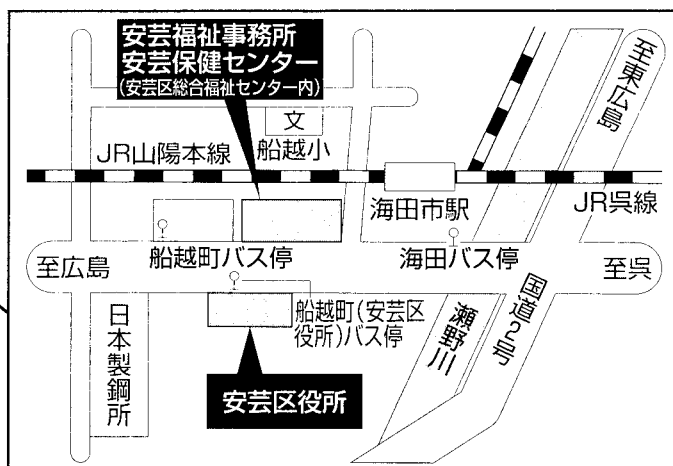 安芸福祉事務所
安芸保健センター
(安芸区総合福祉センター内)
至東広島
文
船越小
JR山陽本線
海田市駅
JR呉線
船越町バス停
海田バス停
至広島
至呉
船越町(安芸区
役所)バス停
国道2号
瀬野川
日本製鋼所
安芸区役所